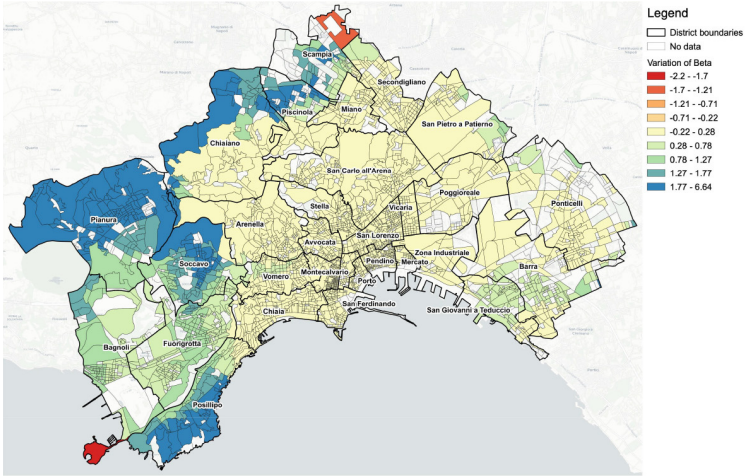 Legend
District boundaries
No data
Variation of Beta
-2.2 - -1.7
-1.7 - -1.21
-1.21 - -0.71
-0.71 - -0.22
-0.22 - 0.28
0.28 - 0.78
0.78 - 1.27
1.27 - 1.77
1.77 - 6.64
Scampia
Secondigliano
Piscinola
Miano
San Pietro a Patierno
Chiaiano
San Carlo all'Arena
Poggioreale
Pianura
Stella
Vicaria
Ponticelli
Arenella
San Lorenzo
Avvocata
Soccavo
Zona Industriale
Pendino
Mercato
Barra
Vomero
Montecalvario
Porto
San Ferdinando
Chiaia
San Giovanni a Teduccio
Bagnoli
Fuorigrotta
Posillipo